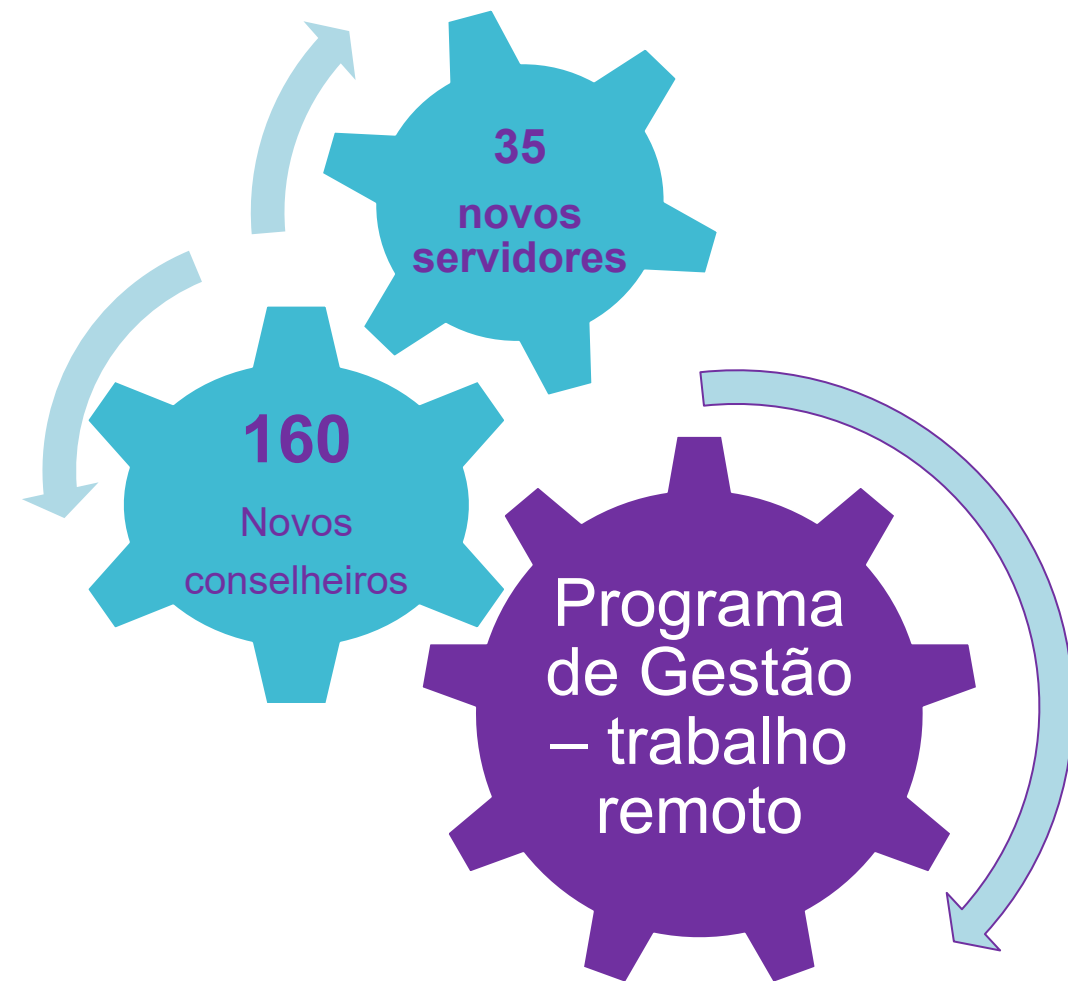 35
novos
servidores
160
Novos
conselheiros
Programa
de Gestão
– trabalho
remoto